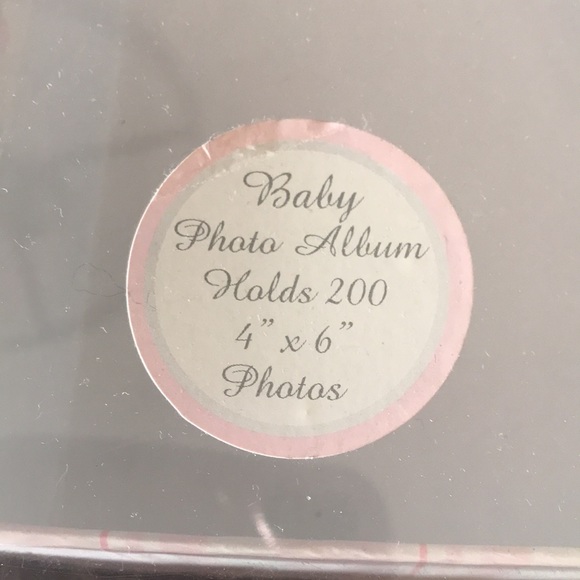 Baby
Photo Album
Holds 200
4" x 6"
Photos